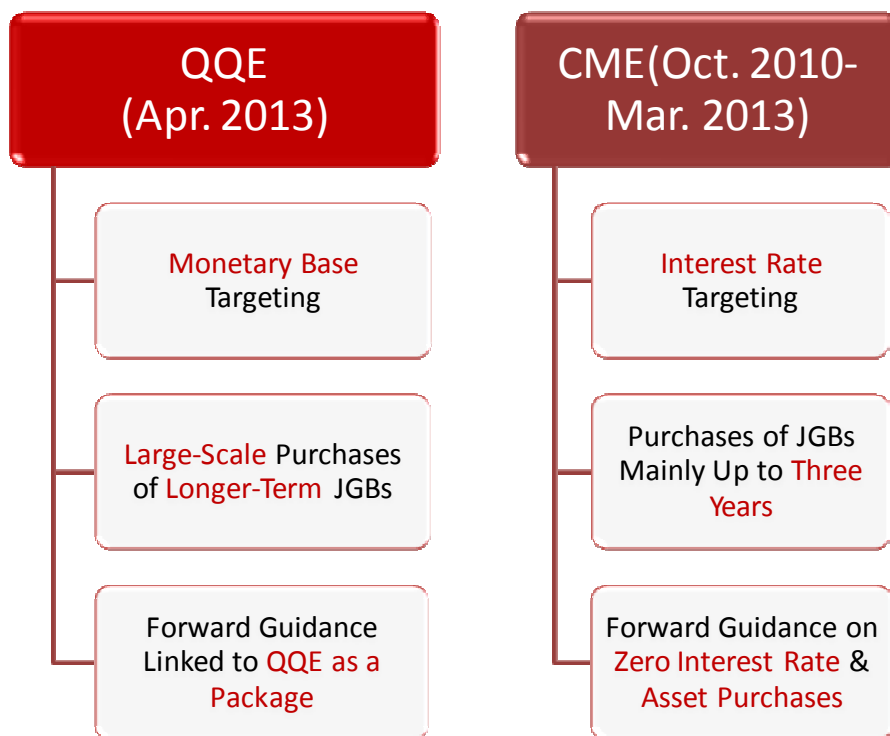 QQE
(Apr. 2013)
Monetary Base
Targeting
Large-Scale Purchases
of Longer-Term JGBs
Forward Guidance
Linked to QQE as a
Package
CME(Oct. 2010-
Mar. 2013)
Interest Rate
Targeting
Purchases of JGBs
Mainly Up to Three
Years
Forward Guidance on
Zero Interest Rate &
Asset Purchases